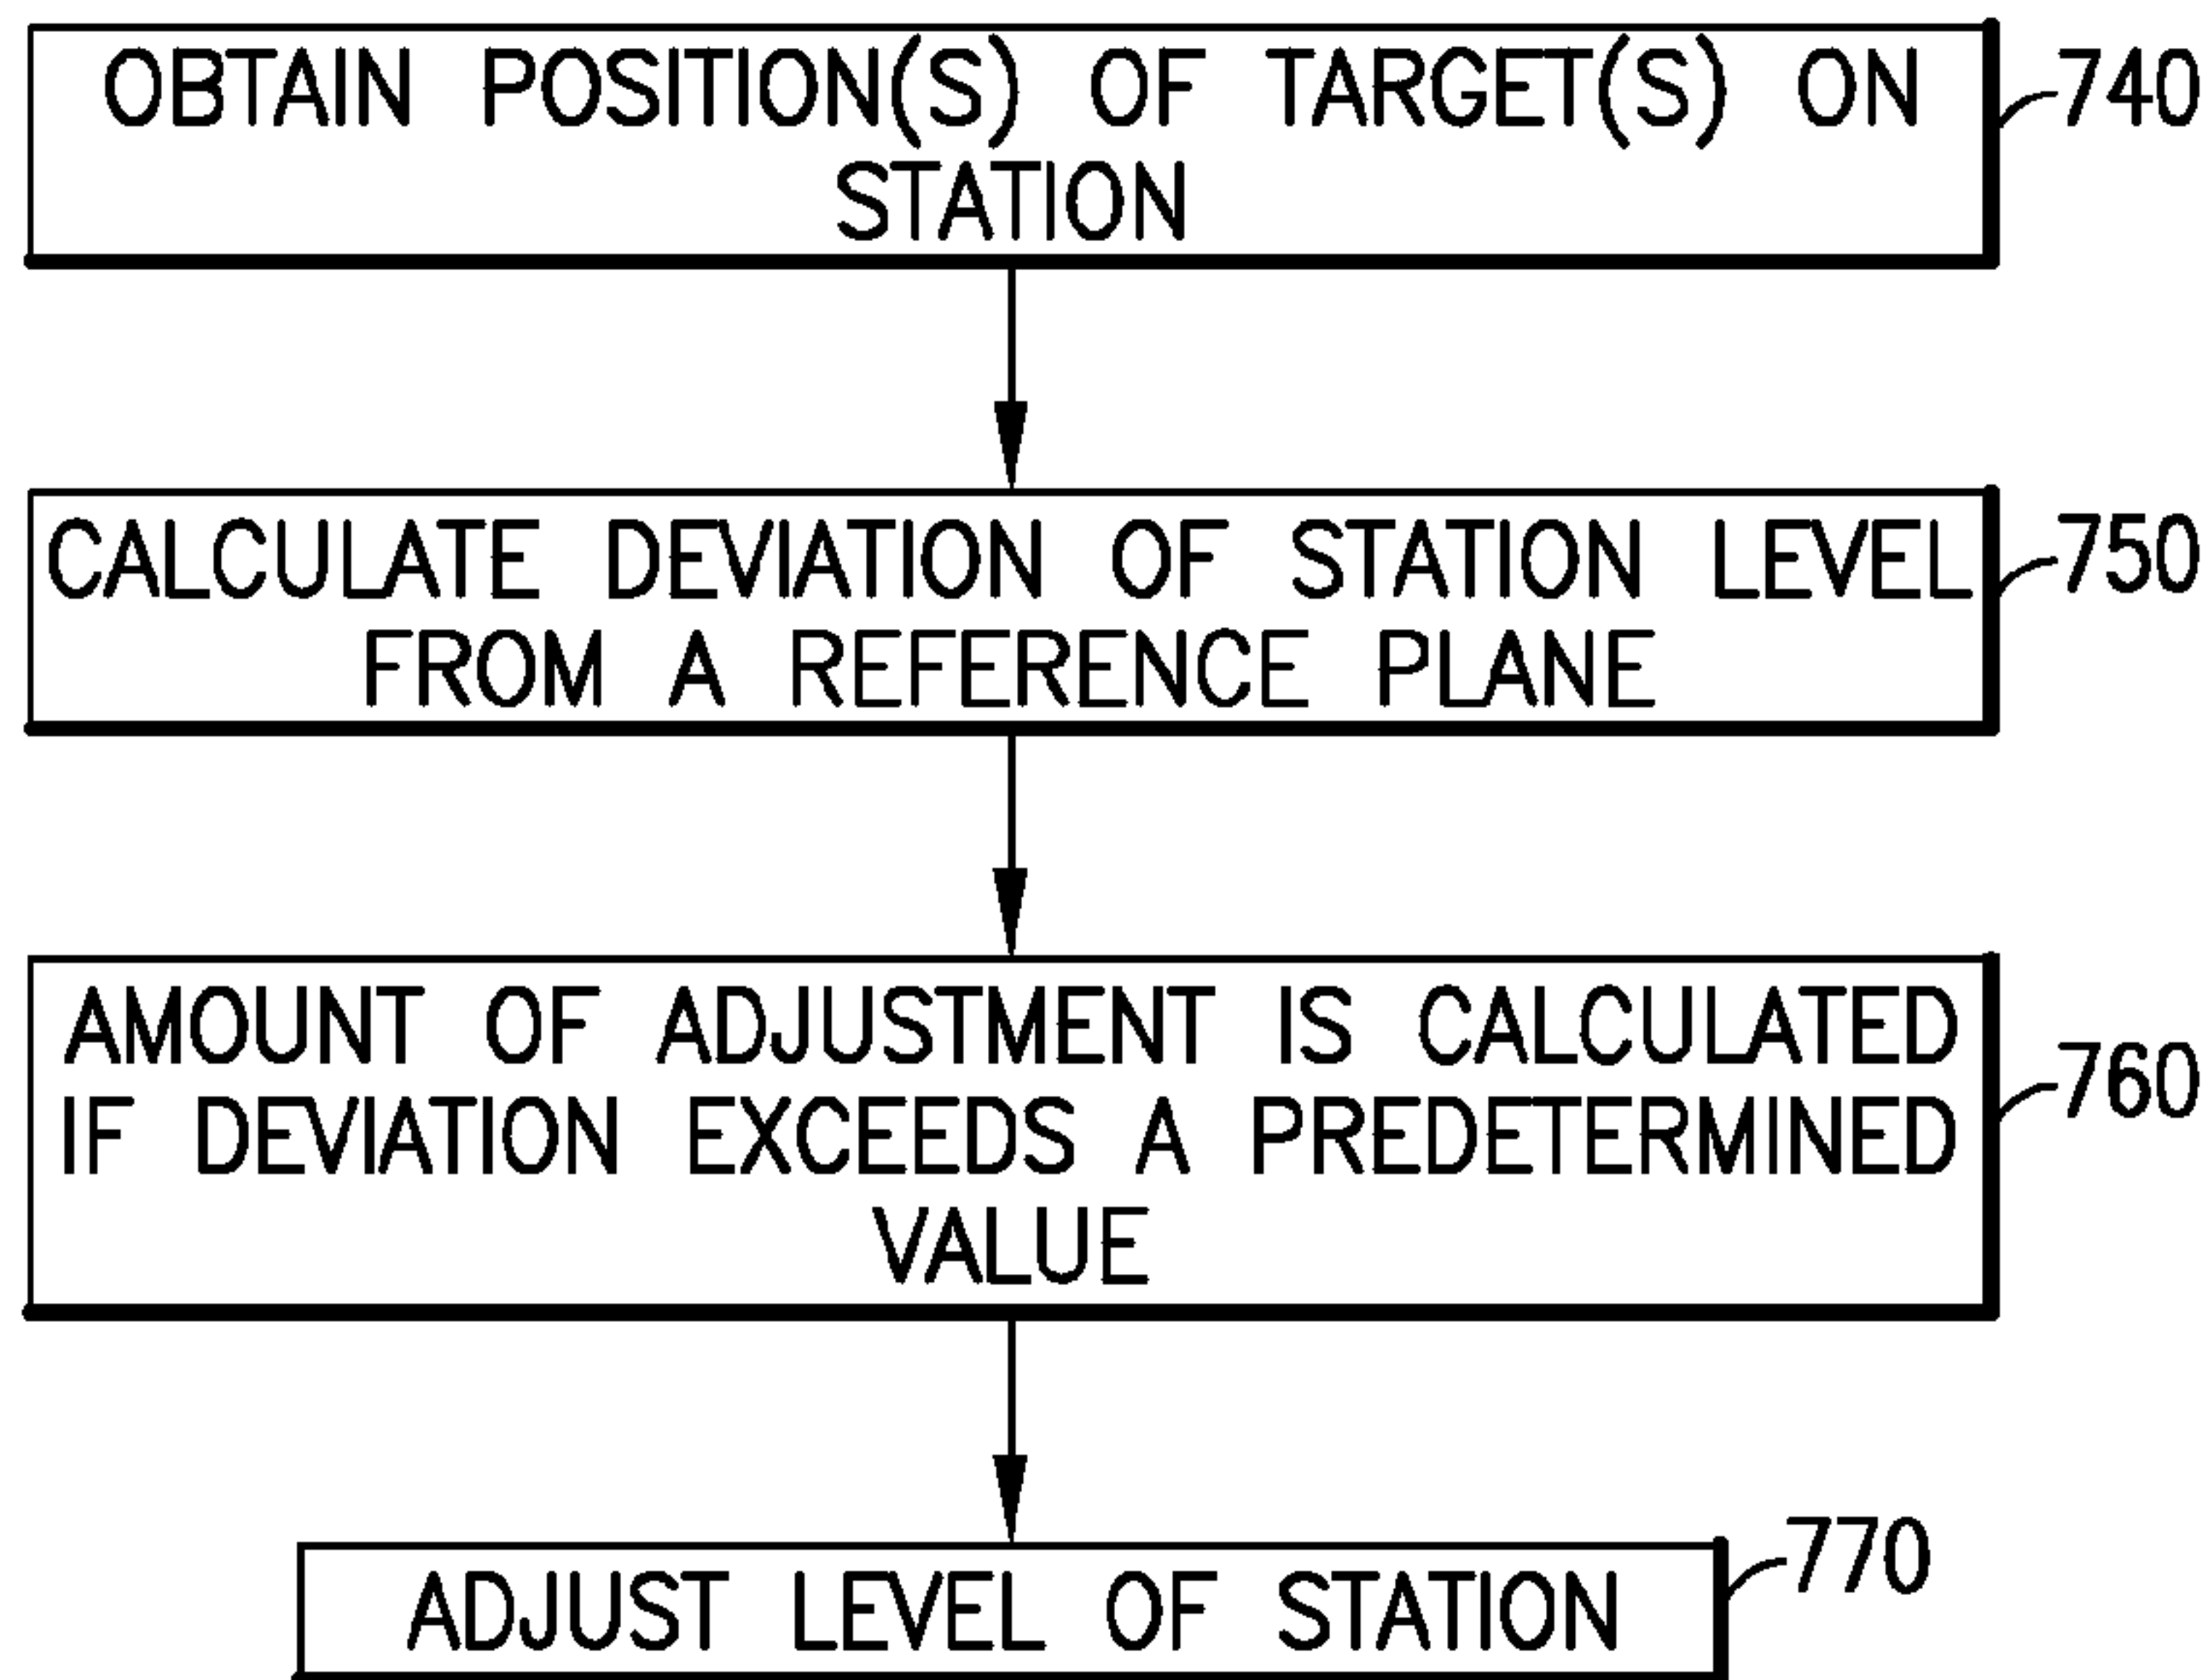 OBTAIN POSITION(S) OF TARGET(S) ON
STATION
740
CALCULATE DEVIATION OF STATION LEVEL
FROM A REFERENCE PLANE
750
AMOUNT OF ADJUSTMENT IS CALCULATED
IF DEVIATION EXCEEDS A PREDETERMINED
VALUE
760
ADJUST LEVEL OF STATION
770